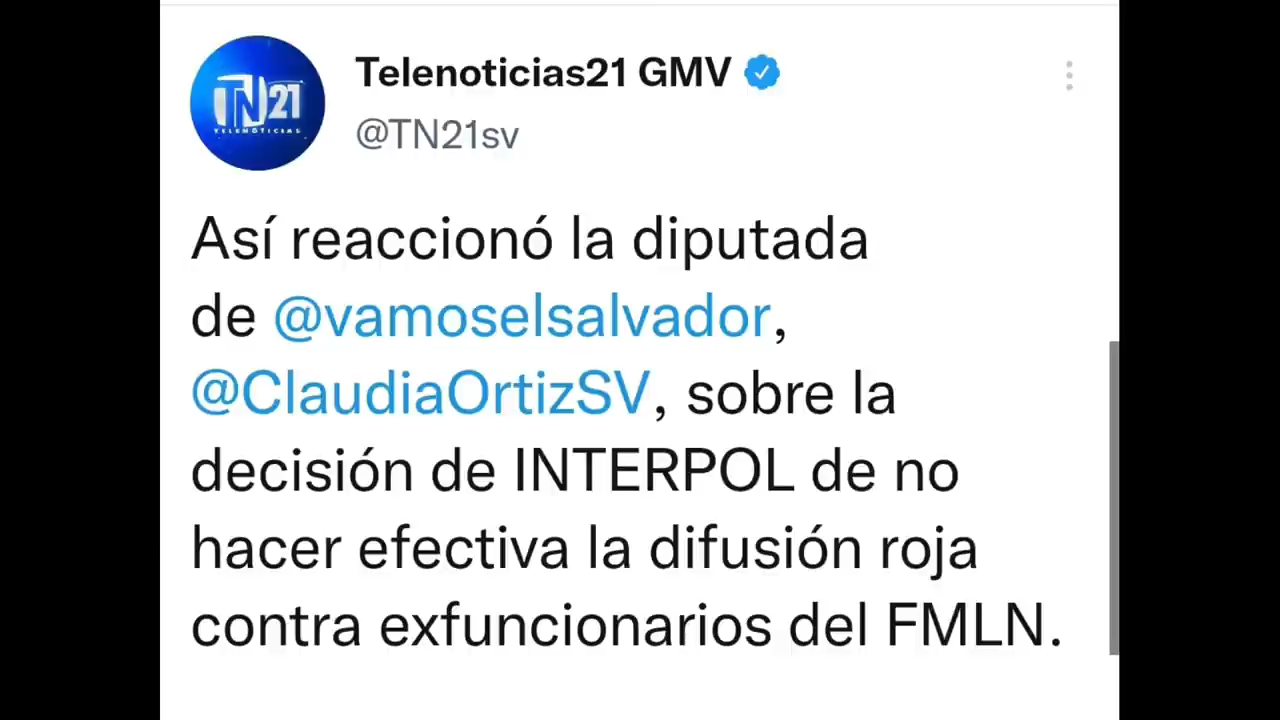 Telenoticias21 GMV
@TN21sv
TN21
TELENOTICIAS
Así reaccionó la diputada
de @vamoselsalvador,
@ClaudiaOrtizSV, sobre la
decisión de INTERPOL de no
hacer efectiva la difusión roja
contra exfuncionarios del FMLN.